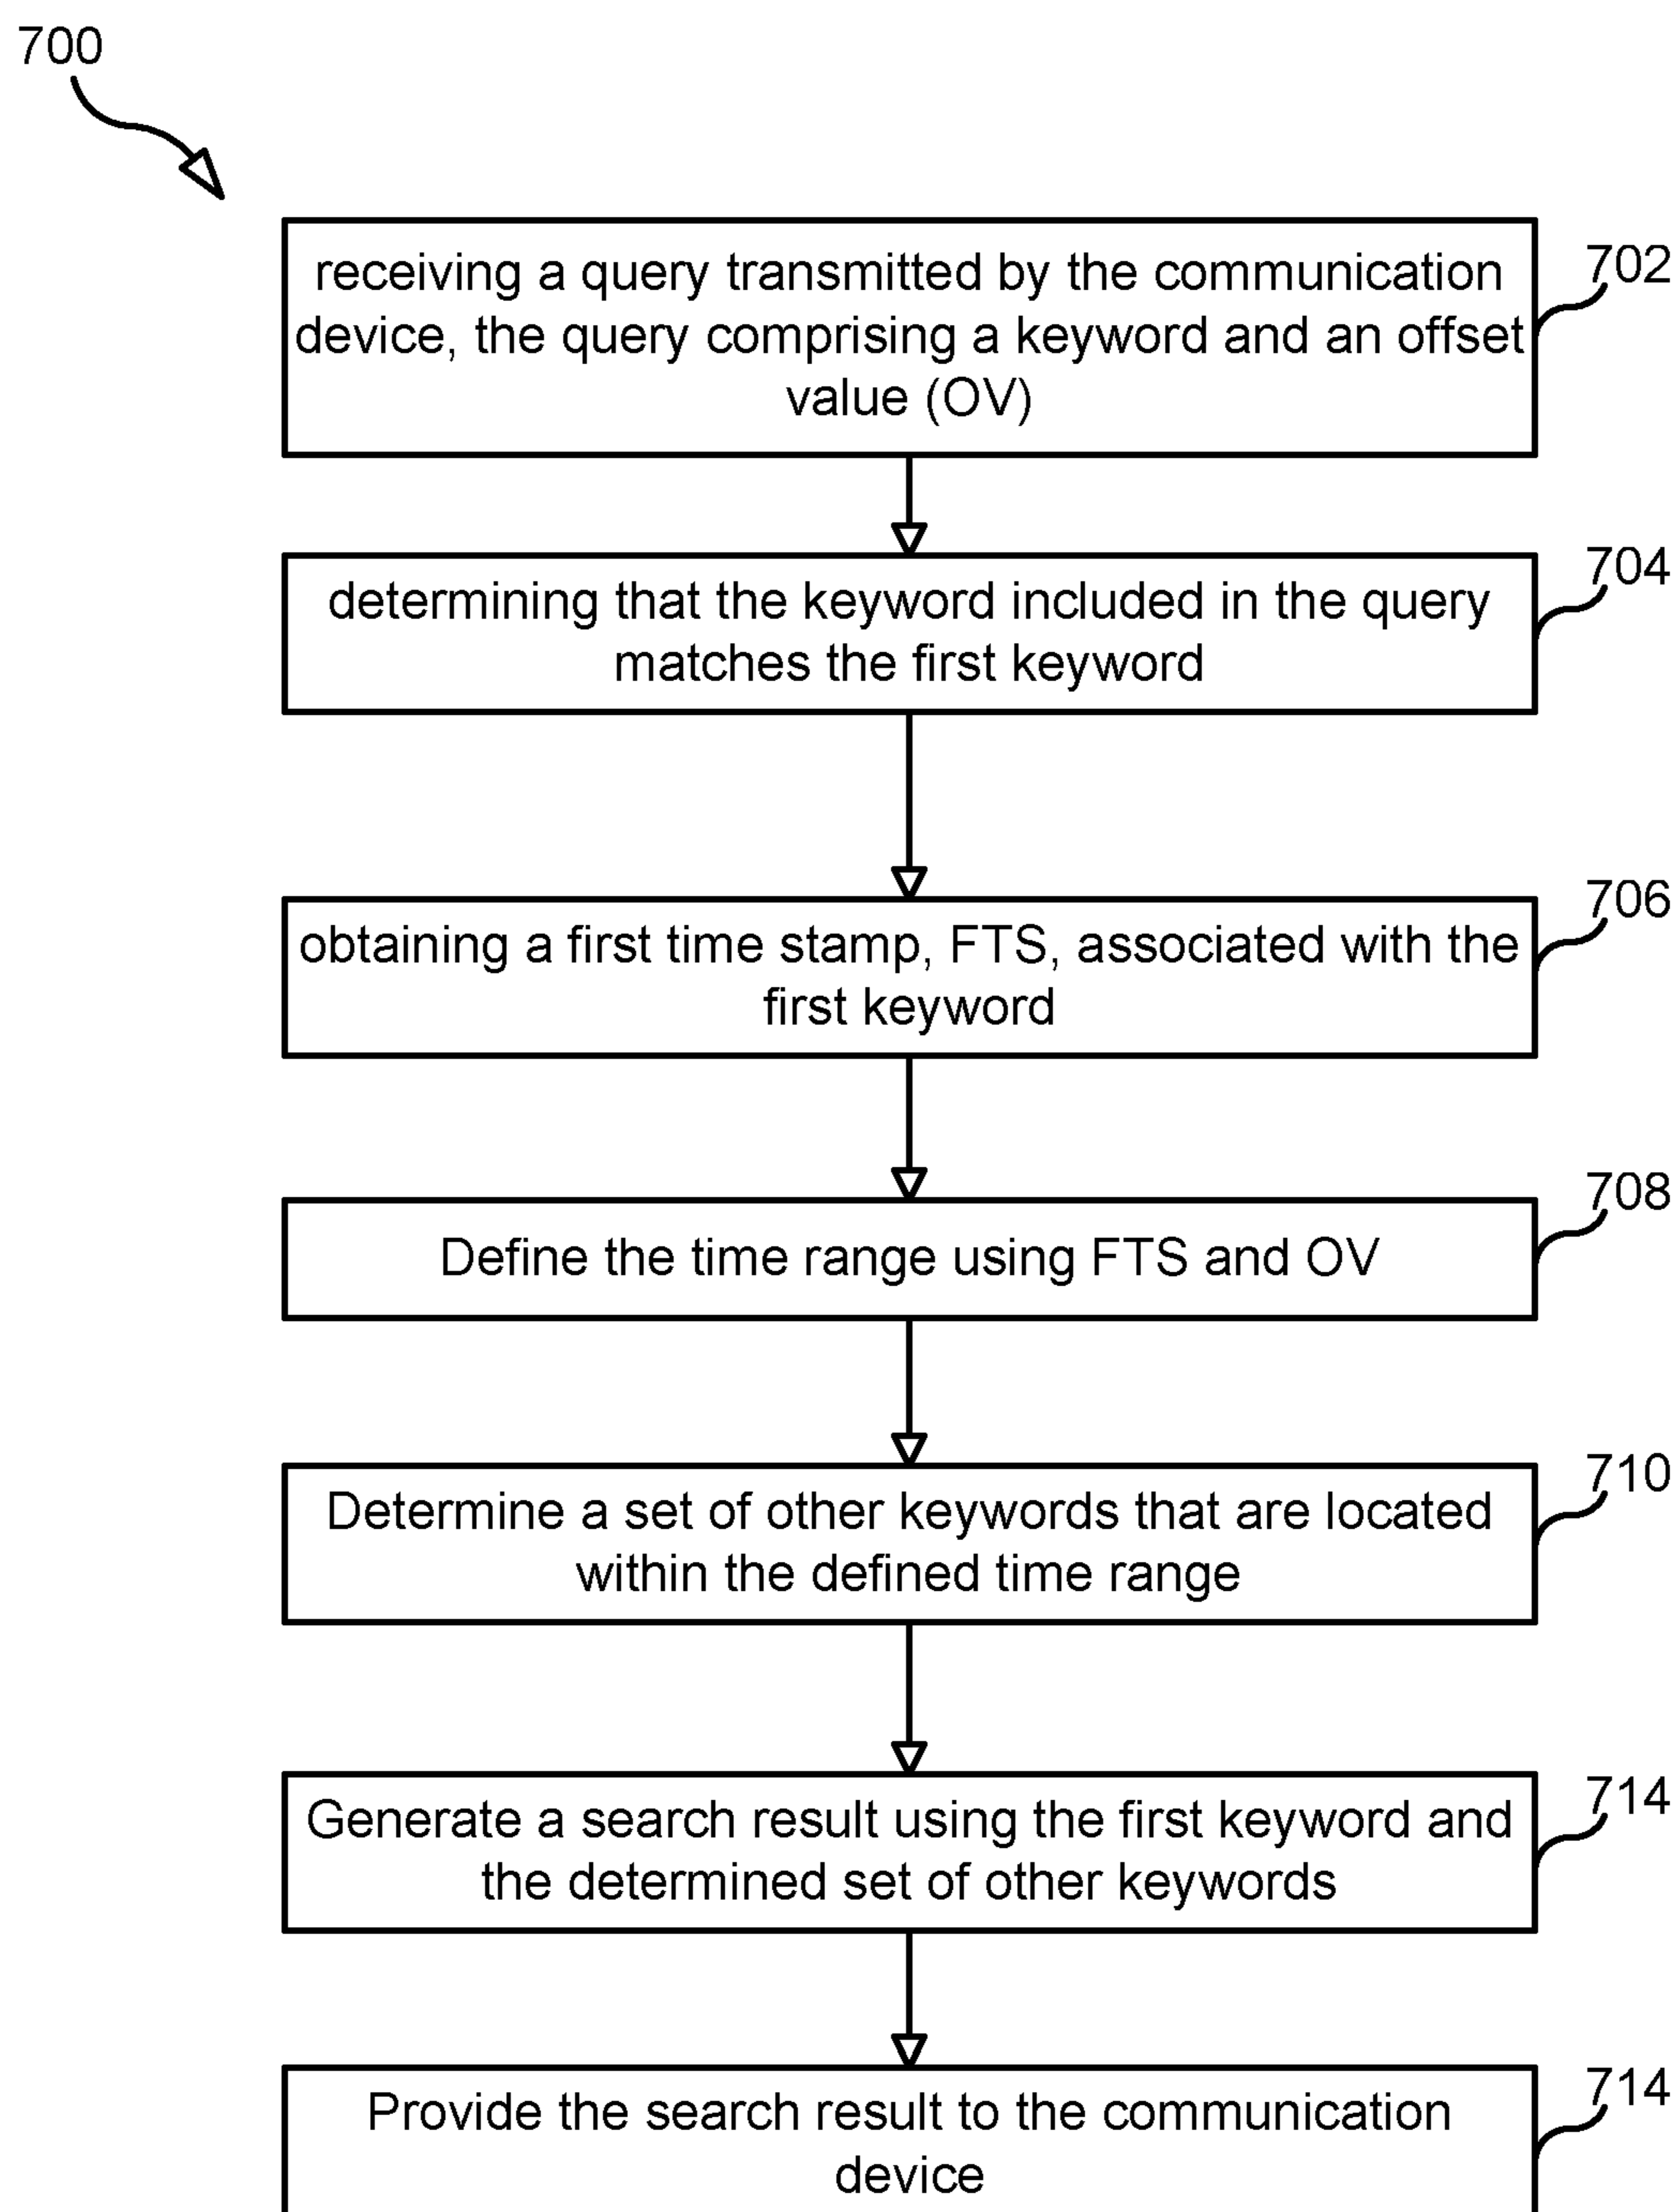 700
receiving a query transmitted by the communication
device, the query comprising a keyword and an offset
value (OV)
702
determining that the keyword included in the query
matches the first keyword
704
obtaining a first time stamp, FTS, associated with the
first keyword
706
Define the time range using FTS and OV
708
Determine a set of other keywords that are located
within the defined time range
710
Generate a search result using the first keyword and
the determined set of other keywords
714
Provide the search result to the communication
device
714